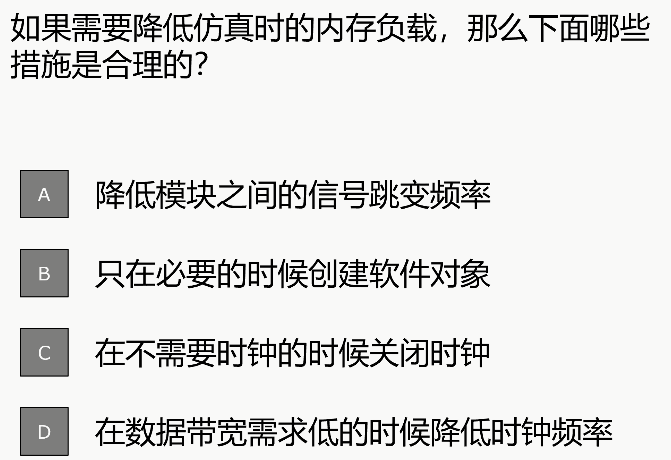 如果需要降低仿真时的内存负载，那么下面哪些
措施是合理的？
A 降低模块之间的信号跳变频率
B 只在必要的时候创建软件对象
C 在不需要时钟的时候关闭时钟
D 在数据带宽需求低的时候降低时钟频率